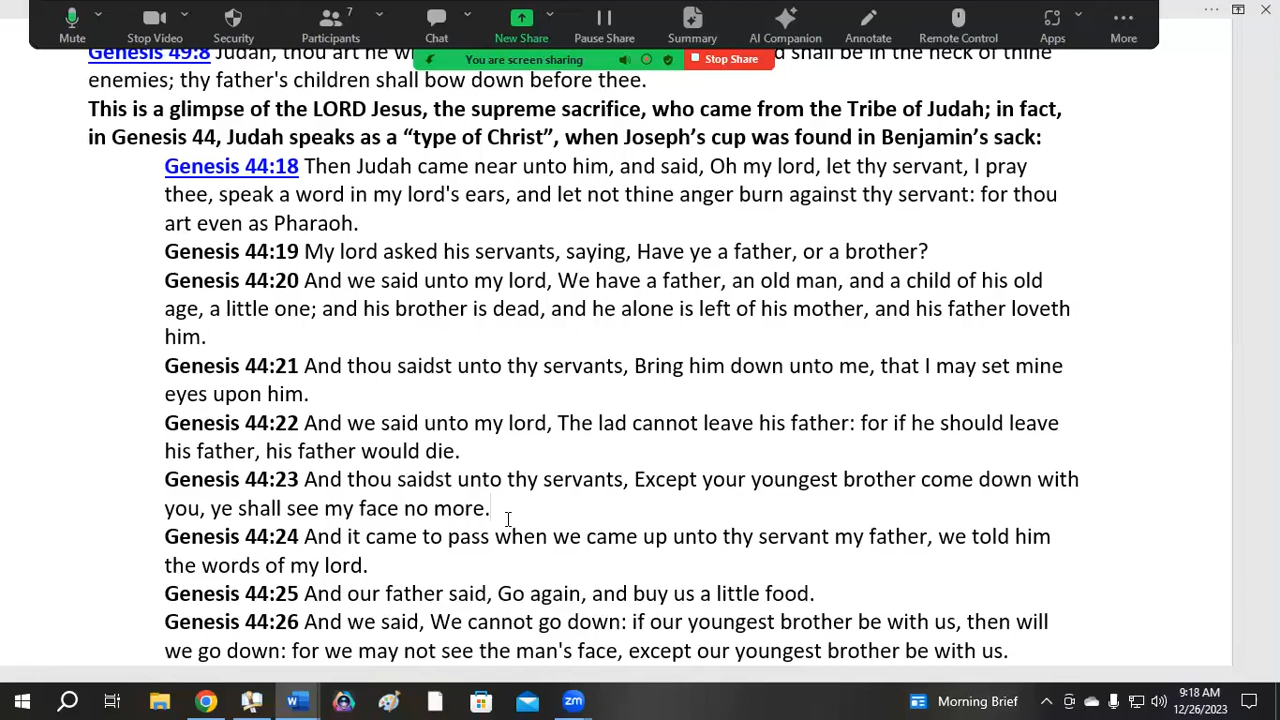 7
Mute Stop Video Security Participants Chat New Share Pause Share Summary AI Companion Annotate Remote Control Apps More
You are screen sharing Stop Share
Genesis 49:8 Judah, thou art he shall be in the neck of thine
enemies; thy father's children shall bow down before thee.
This is a glimpse of the LORD Jesus, the supreme sacrifice, who came from the Tribe of Judah; in fact,
in Genesis 44, Judah speaks as a “type of Christ”, when Joseph’s cup was found in Benjamin’s sack:
Genesis 44:18 Then Judah came near unto him, and said, Oh my lord, let thy servant, I pray
thee, speak a word in my lord's ears, and let not thine anger burn against thy servant: for thou
art even as Pharaoh.
Genesis 44:19 My lord asked his servants, saying, Have ye a father, or a brother?
Genesis 44:20 And we said unto my lord, We have a father, an old man, and a child of his old
age, a little one; and his brother is dead, and he alone is left of his mother, and his father loveth
him.
Genesis 44:21 And thou saidst unto thy servants, Bring him down unto me, that I may set mine
eyes upon him.
Genesis 44:22 And we said unto my lord, The lad cannot leave his father: for if he should leave
his father, his father would die.
Genesis 44:23 And thou saidst unto thy servants, Except your youngest brother come down with
you, ye shall see my face no more.
Genesis 44:24 And it came to pass when we came up unto thy servant my father, we told him
the words of my lord.
Genesis 44:25 And our father said, Go again, and buy us a little food.
Genesis 44:26 And we said, We cannot go down: if our youngest brother be with us, then will
we go down: for we may not see the man's face, except our youngest brother be with us.
Morning Brief
9:18 AM
12/26/2023